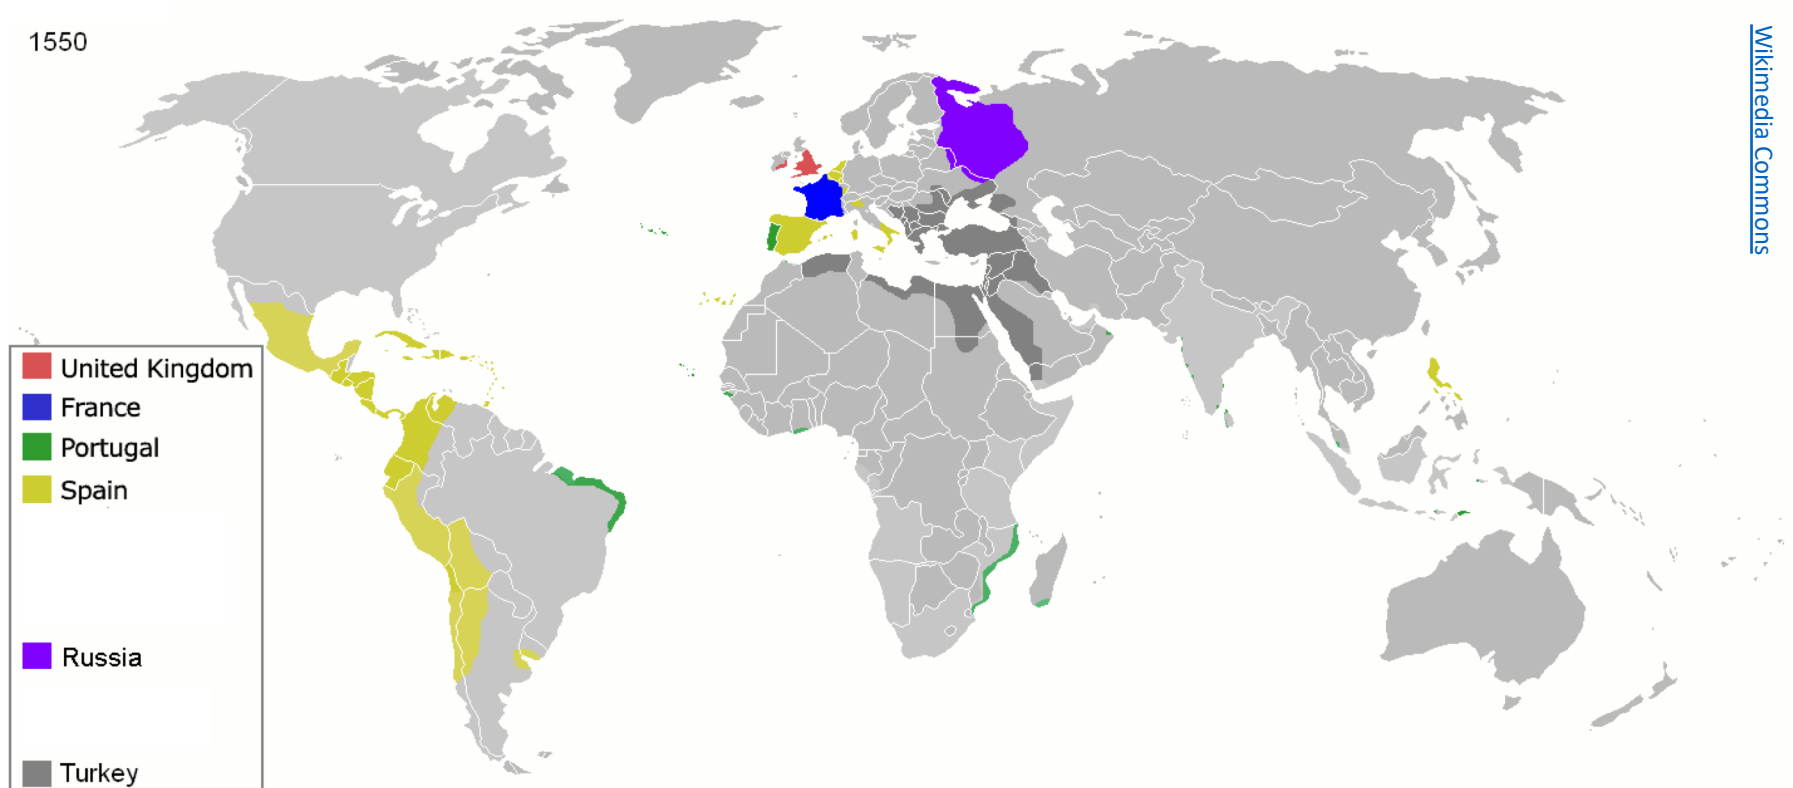 1550
Wikimedia Commons
United Kingdom
France
Portugal
Spain
Russia
Turkey